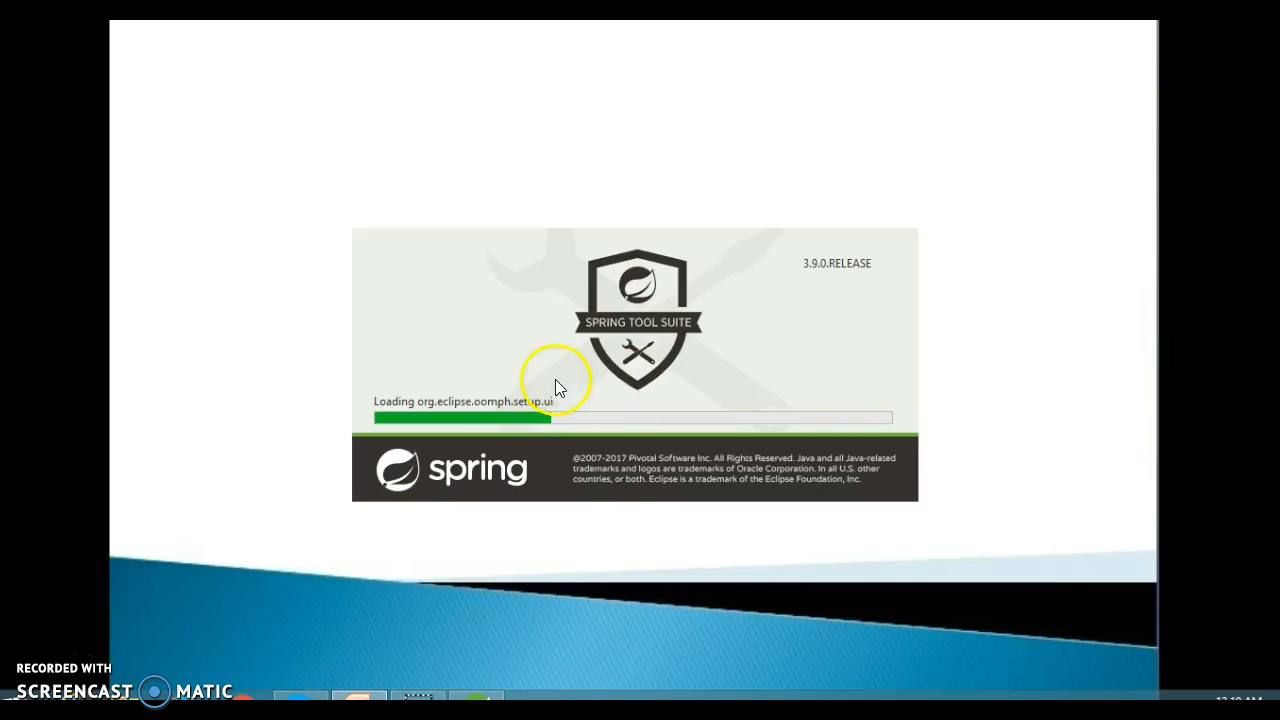 3.9.0.RELEASE
SPRING TOOL SUITE
Loading org.eclipse.oomph.setup.ui
spring
@2007-2017 Pivotal Software Inc. All Rights Reserved. Java and all Java-related
trademarks and logos are trademarks of Oracle Corporation. In all U.S. other
countries, or both. Eclipse is a trademark of the Eclipse Foundation, Inc.
RECORDED WITH
SCREENCAST MATIC